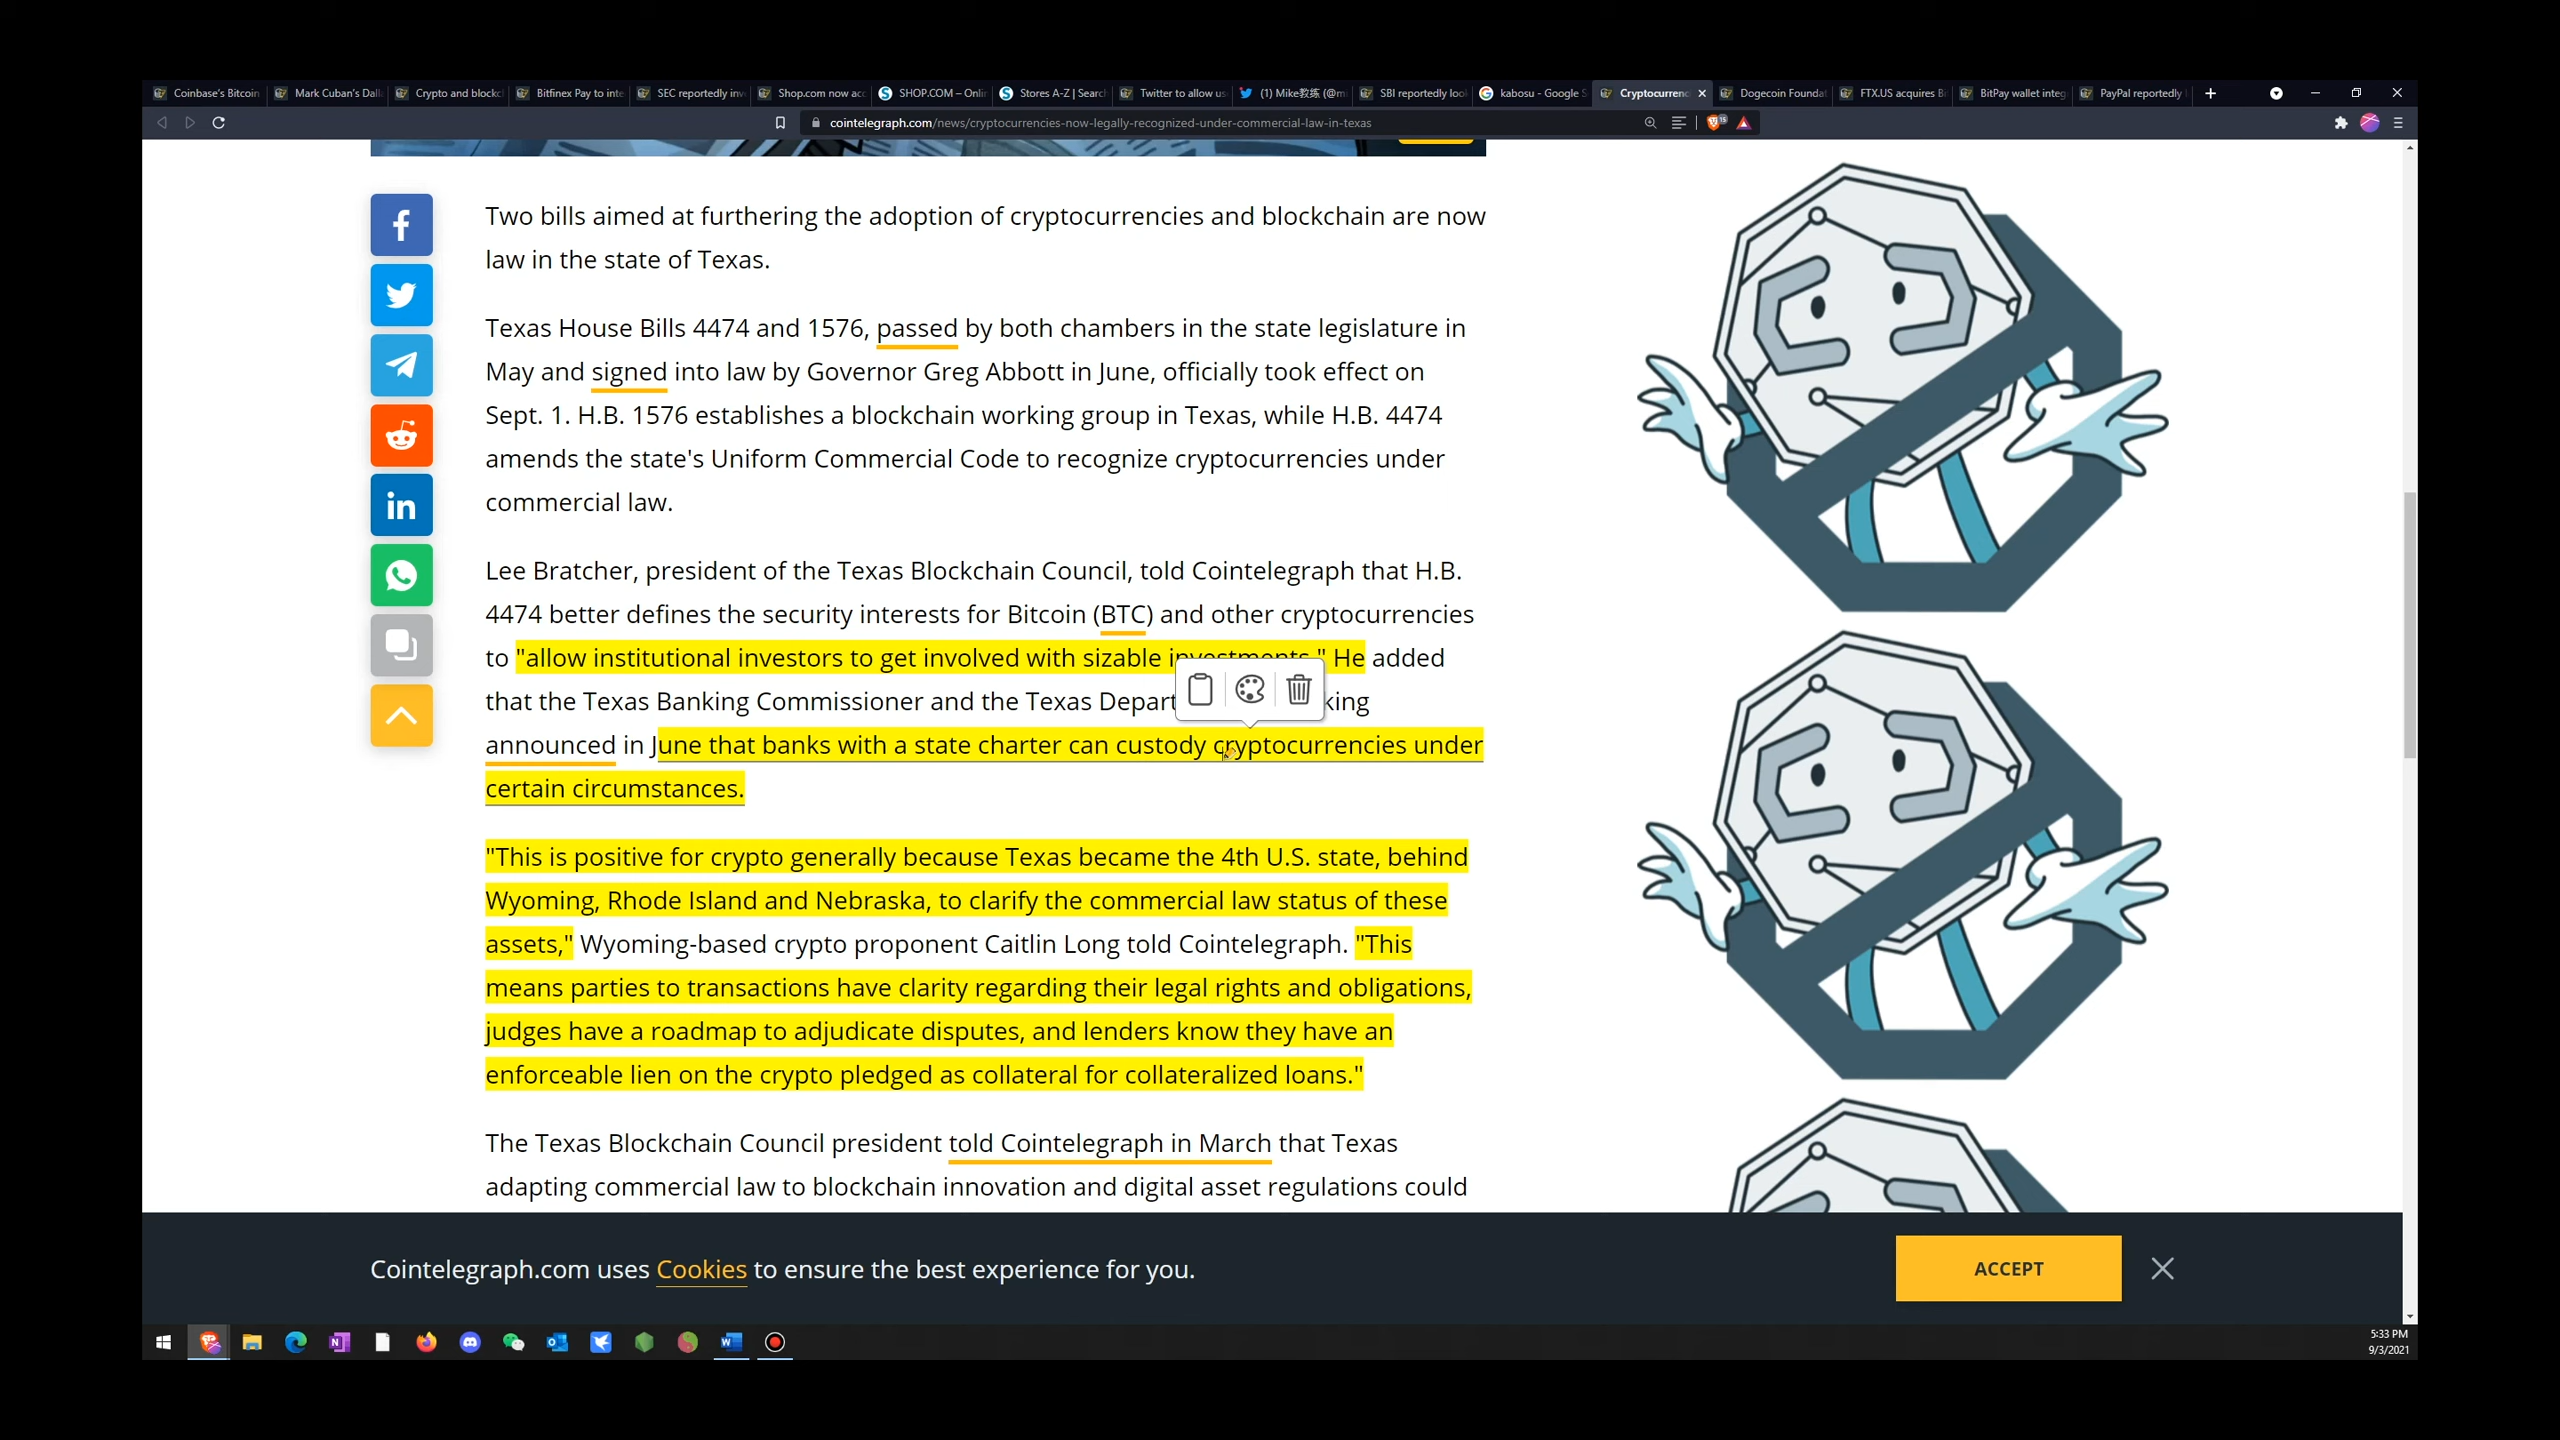 Coinbase's Bitcoin
Mark Cuban's Dall
Crypto and blockc
Bitfinex Pay to inte
SEC reportedly inv
Shop.com now acc
SHOP.COM – Onli
Stores A-Z | Search
Twitter to allow us
(1) Mike教练 (@m
SBI reportedly look
kabosu - Google S
Cryptocurrenc
Dogecoin Foundat
FTX.US acquires B
BitPay wallet integ
PayPal reportedly l
cointelegraph.com/news/cryptocurrencies-now-legally-recognized-under-commercial-law-in-texas
15
Two bills aimed at furthering the adoption of cryptocurrencies and blockchain are now
law in the state of Texas.
Texas House Bills 4474 and 1576, passed by both chambers in the state legislature in
May and signed into law by Governor Greg Abbott in June, officially took effect on
Sept. 1. H.B. 1576 establishes a blockchain working group in Texas, while H.B. 4474
amends the state's Uniform Commercial Code to recognize cryptocurrencies under
commercial law.
Lee Bratcher, president of the Texas Blockchain Council, told Cointelegraph that H.B.
4474 better defines the security interests for Bitcoin (BTC) and other cryptocurrencies
to "allow institutional investors to get involved with sizable investments." He added
that the Texas Banking Commissioner and the Texas Depart king
announced in June that banks with a state charter can custody cryptocurrencies under
certain circumstances.
"This is positive for crypto generally because Texas became the 4th U.S. state, behind
Wyoming, Rhode Island and Nebraska, to clarify the commercial law status of these
assets," Wyoming-based crypto proponent Caitlin Long told Cointelegraph. "This
means parties to transactions have clarity regarding their legal rights and obligations,
judges have a roadmap to adjudicate disputes, and lenders know they have an
enforceable lien on the crypto pledged as collateral for collateralized loans."
The Texas Blockchain Council president told Cointelegraph in March that Texas
adapting commercial law to blockchain innovation and digital asset regulations could
Cointelegraph.com uses Cookies to ensure the best experience for you.
ACCEPT
5:33 PM
9/3/2021